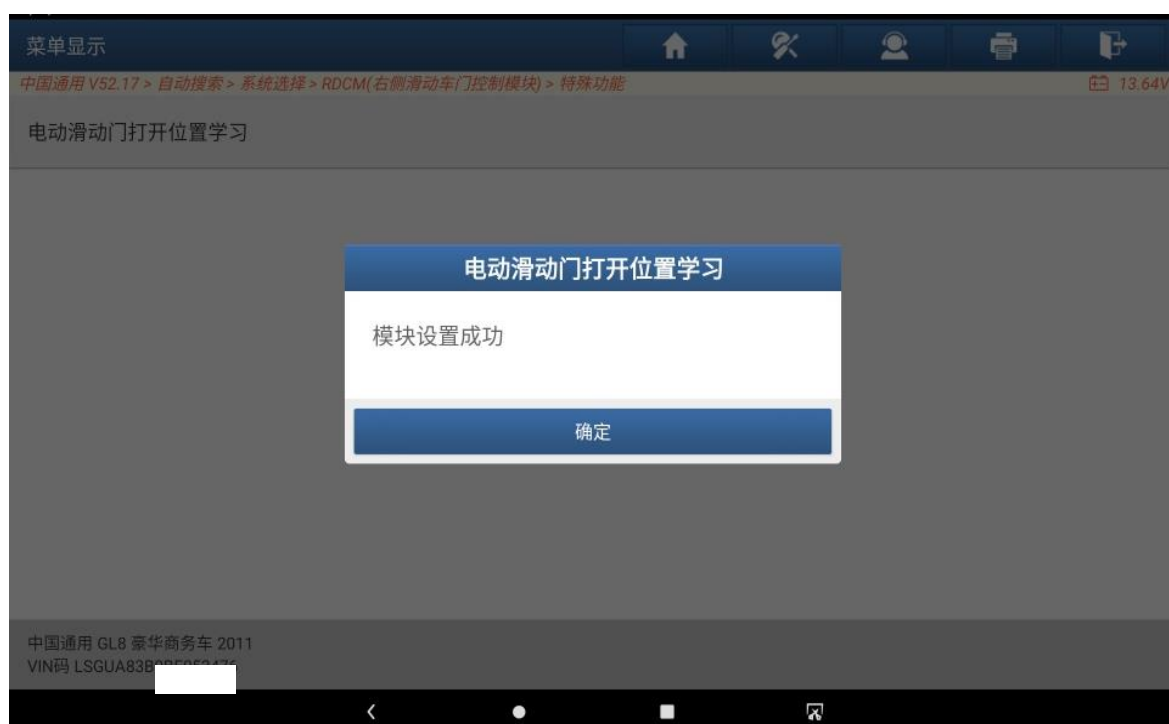 菜单显示
中国通用 V52.17 > 自动搜索 > 系统选择 > RDCM(右侧滑动车门控制模块) > 特殊功能
13.64V
电动滑动门打开位置学习
电动滑动门打开位置学习
模块设置成功
确定
中国通用 GL8 豪华商务车 2011
VIN码 LSGUA83B